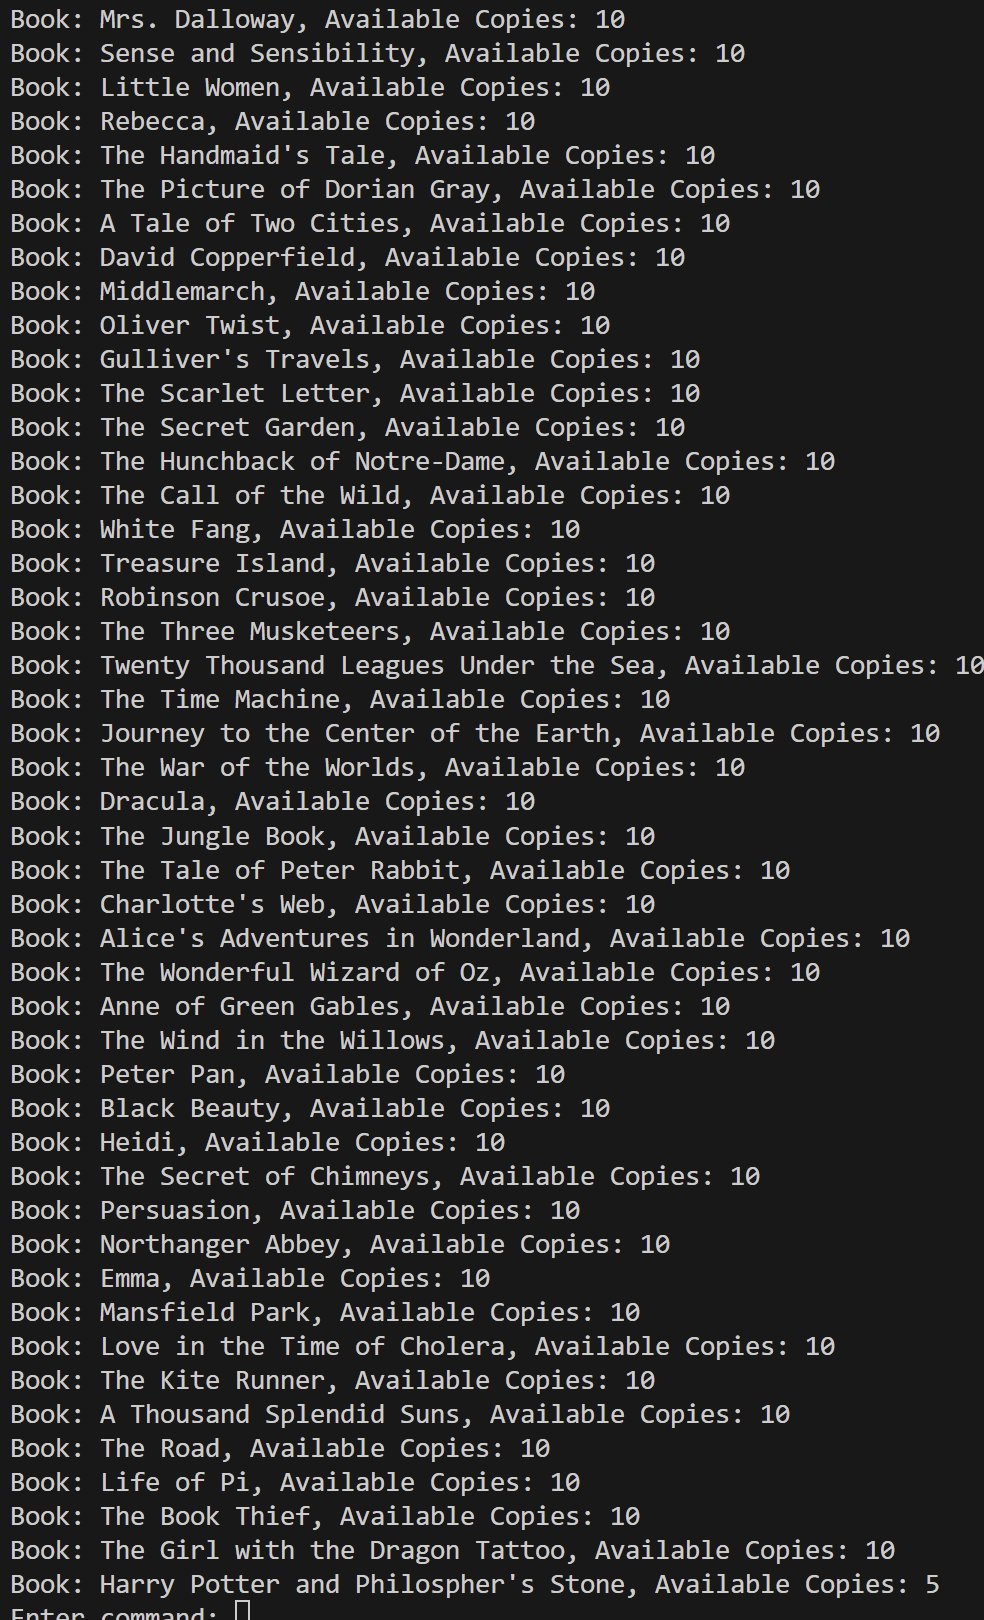 Book: Mrs. Dalloway, Available Copies: 10
Book: Sense and Sensibility, Available Copies: 10
Book: Little Women, Available Copies: 10
Book: Rebecca, Available Copies: 10
Book: The Handmaid's Tale, Available Copies: 10
Book: The Picture of Dorian Gray, Available Copies: 10
Book: A Tale of Two Cities, Available Copies: 10
Book: David Copperfield, Available Copies: 10
Book: Middlemarch, Available Copies: 10
Book: Oliver Twist, Available Copies: 10
Book: Gulliver's Travels, Available Copies: 10
Book: The Scarlet Letter, Available Copies: 10
Book: The Secret Garden, Available Copies: 10
Book: The Hunchback of Notre-Dame, Available Copies: 10
Book: The Call of the Wild, Available Copies: 10
Book: White Fang, Available Copies: 10
Book: Treasure Island, Available Copies: 10
Book: Robinson Crusoe, Available Copies: 10
Book: The Three Musketeers, Available Copies: 10
Book: Twenty Thousand Leagues Under the Sea, Available Copies: 10
Book: The Time Machine, Available Copies: 10
Book: Journey to the Center of the Earth, Available Copies: 10
Book: The War of the Worlds, Available Copies: 10
Book: Dracula, Available Copies: 10
Book: The Jungle Book, Available Copies: 10
Book: The Tale of Peter Rabbit, Available Copies: 10
Book: Charlotte's Web, Available Copies: 10
Book: Alice's Adventures in Wonderland, Available Copies: 10
Book: The Wonderful Wizard of Oz, Available Copies: 10
Book: Anne of Green Gables, Available Copies: 10
Book: The Wind in the Willows, Available Copies: 10
Book: Peter Pan, Available Copies: 10
Book: Black Beauty, Available Copies: 10
Book: Heidi, Available Copies: 10
Book: The Secret of Chimneys, Available Copies: 10
Book: Persuasion, Available Copies: 10
Book: Northanger Abbey, Available Copies: 10
Book: Emma, Available Copies: 10
Book: Mansfield Park, Available Copies: 10
Book: Love in the Time of Cholera, Available Copies: 10
Book: The Kite Runner, Available Copies: 10
Book: A Thousand Splendid Suns, Available Copies: 10
Book: The Road, Available Copies: 10
Book: Life of Pi, Available Copies: 10
Book: The Book Thief, Available Copies: 10
Book: The Girl with the Dragon Tattoo, Available Copies: 10
Book: Harry Potter and Philospher's Stone, Available Copies: 5
Enter command: